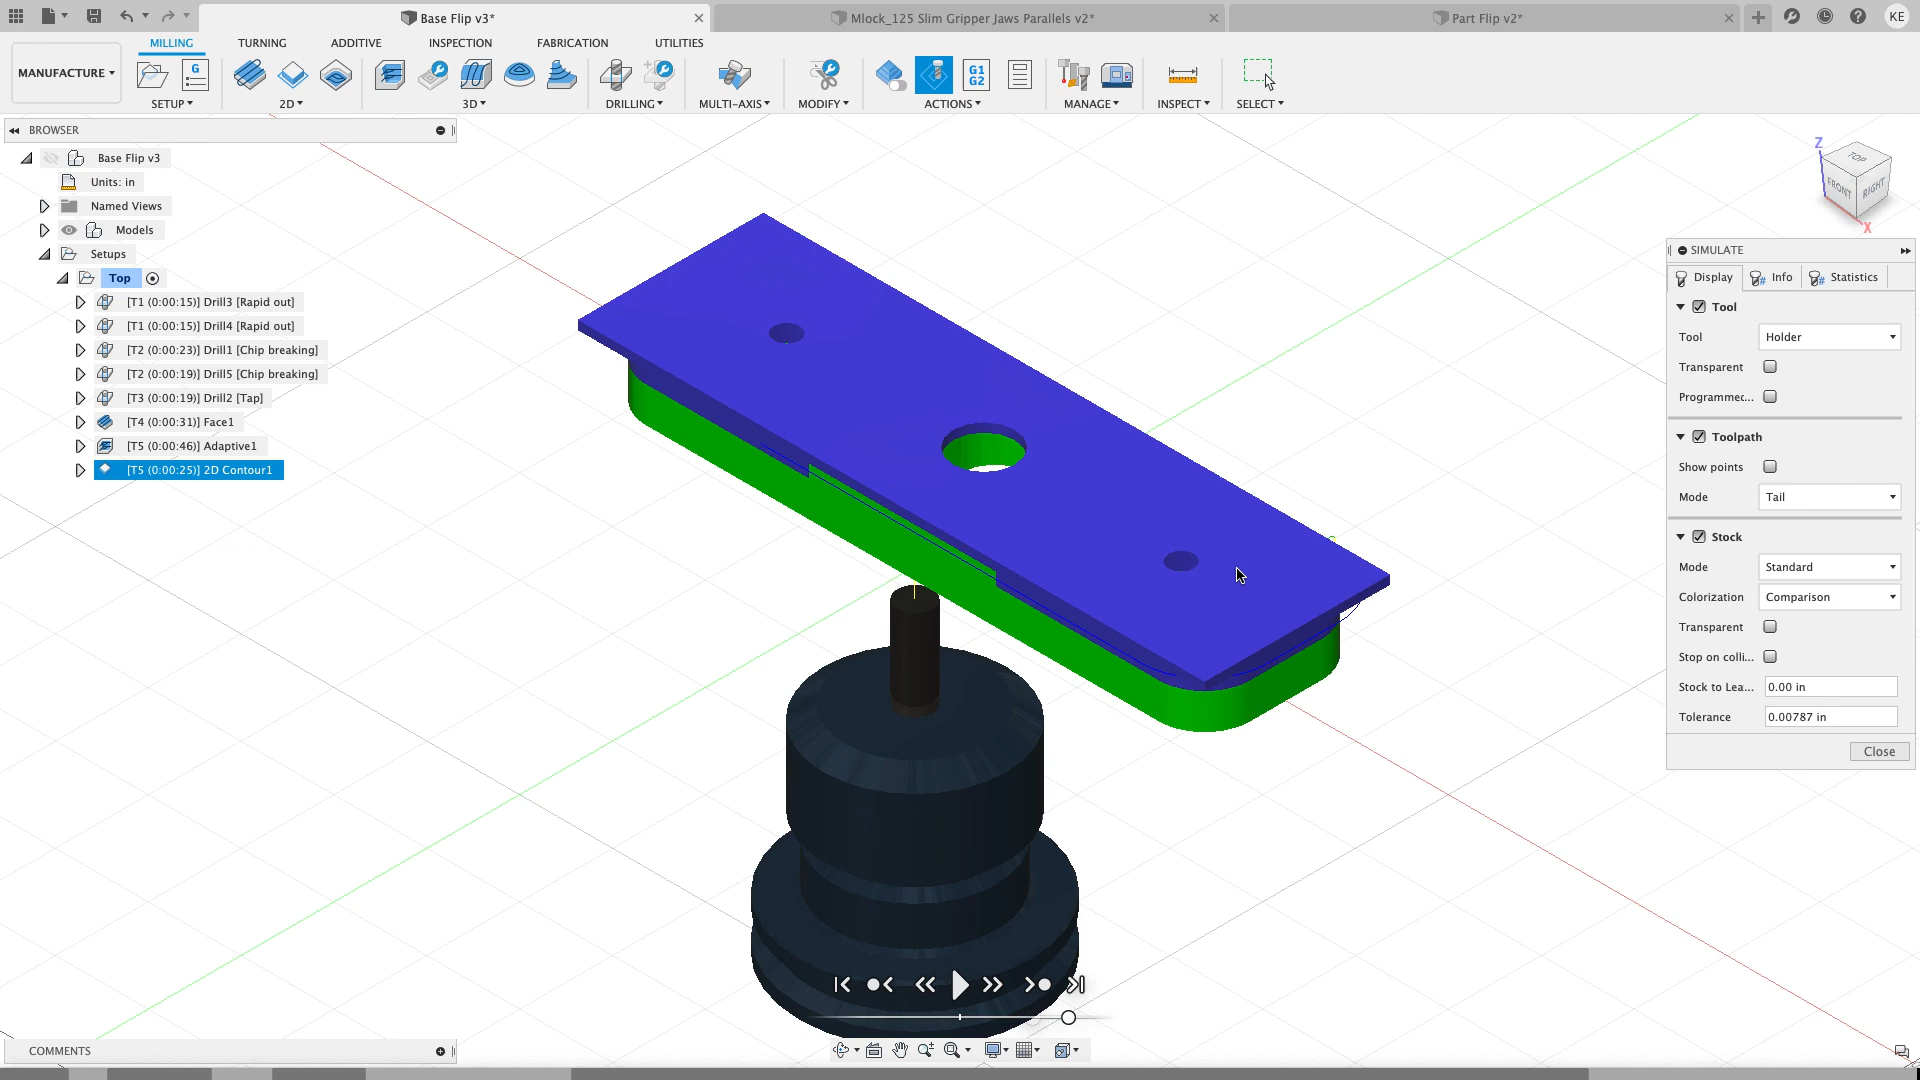 Base Flip v3*
Mlock_125 Slim Gripper Jaws Parallels v2*
Part Flip v2*
KE
MILLING
TURNING
ADDITIVE
INSPECTION
FABRICATION
UTILITIES
MANUFACTURE
G
G1
G2
SETUP
2D
3D
DRILLING
MULTI-AXIS
MODIFY
ACTIONS
MANAGE
INSPECT
SELECT
BROWSER
Base Flip v3
Units: in
Named Views
Models
Setups
Top
[T1 (0:00:15)] Drill3 [Rapid out]
[T1 (0:00:15)] Drill4 [Rapid out]
[T2 (0:00:23)] Drill1 [Chip breaking]
[T2 (0:00:19)] Drill5 [Chip breaking]
[T3 (0:00:19)] Drill2 [Tap]
[T4 (0:00:31)] Face1
[T5 (0:00:46)] Adaptive1
[T5 (0:00:25)] 2D Contour1
Z
TOP
FRONT
RIGHT
X
SIMULATE
Display
Info
Statistics
Tool
Tool
Holder
Transparent
Programmec...
Toolpath
Show points
Mode
Tail
Stock
Mode
Standard
Colorization
Comparison
Transparent
Stop on colli...
Stock to Lea...
0.00 in
Tolerance
0.00787 in
Close
COMMENTS